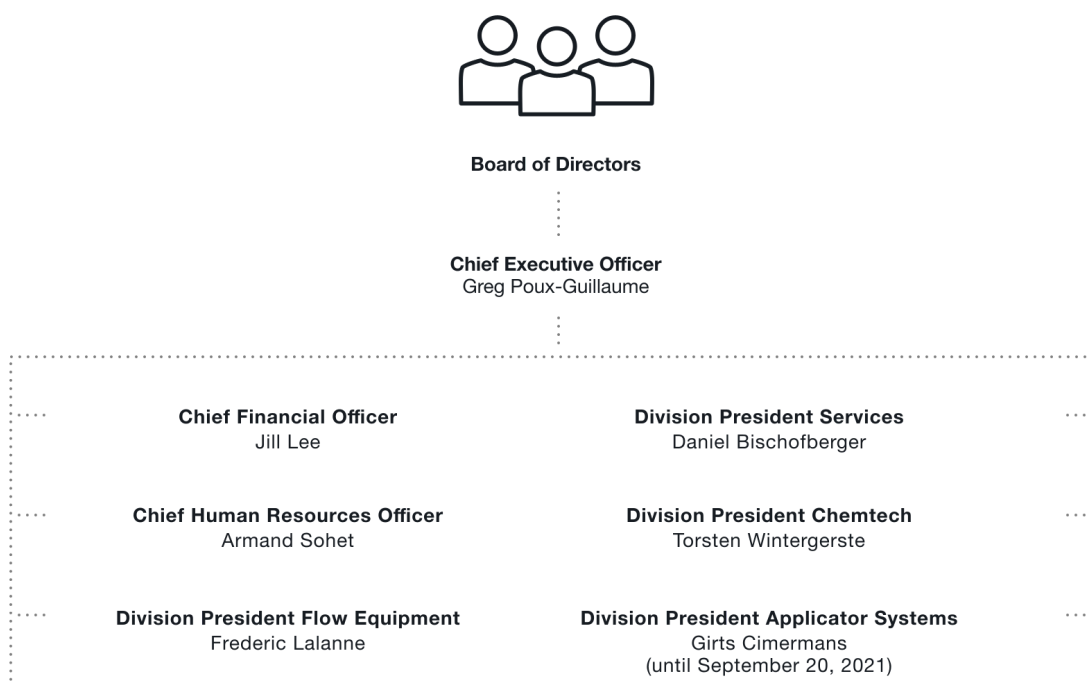 Board of Directors
Chief Executive Officer
Greg Poux-Guillaume
Chief Financial Officer
Jill Lee
Division President Services
Daniel Bischofberger
Chief Human Resources Officer
Armand Sohet
Division President Chemtech
Torsten Wintergerste
Division President Flow Equipment
Frederic Lalanne
Division President Applicator Systems
Girts Cimermans
(until September 20, 2021)